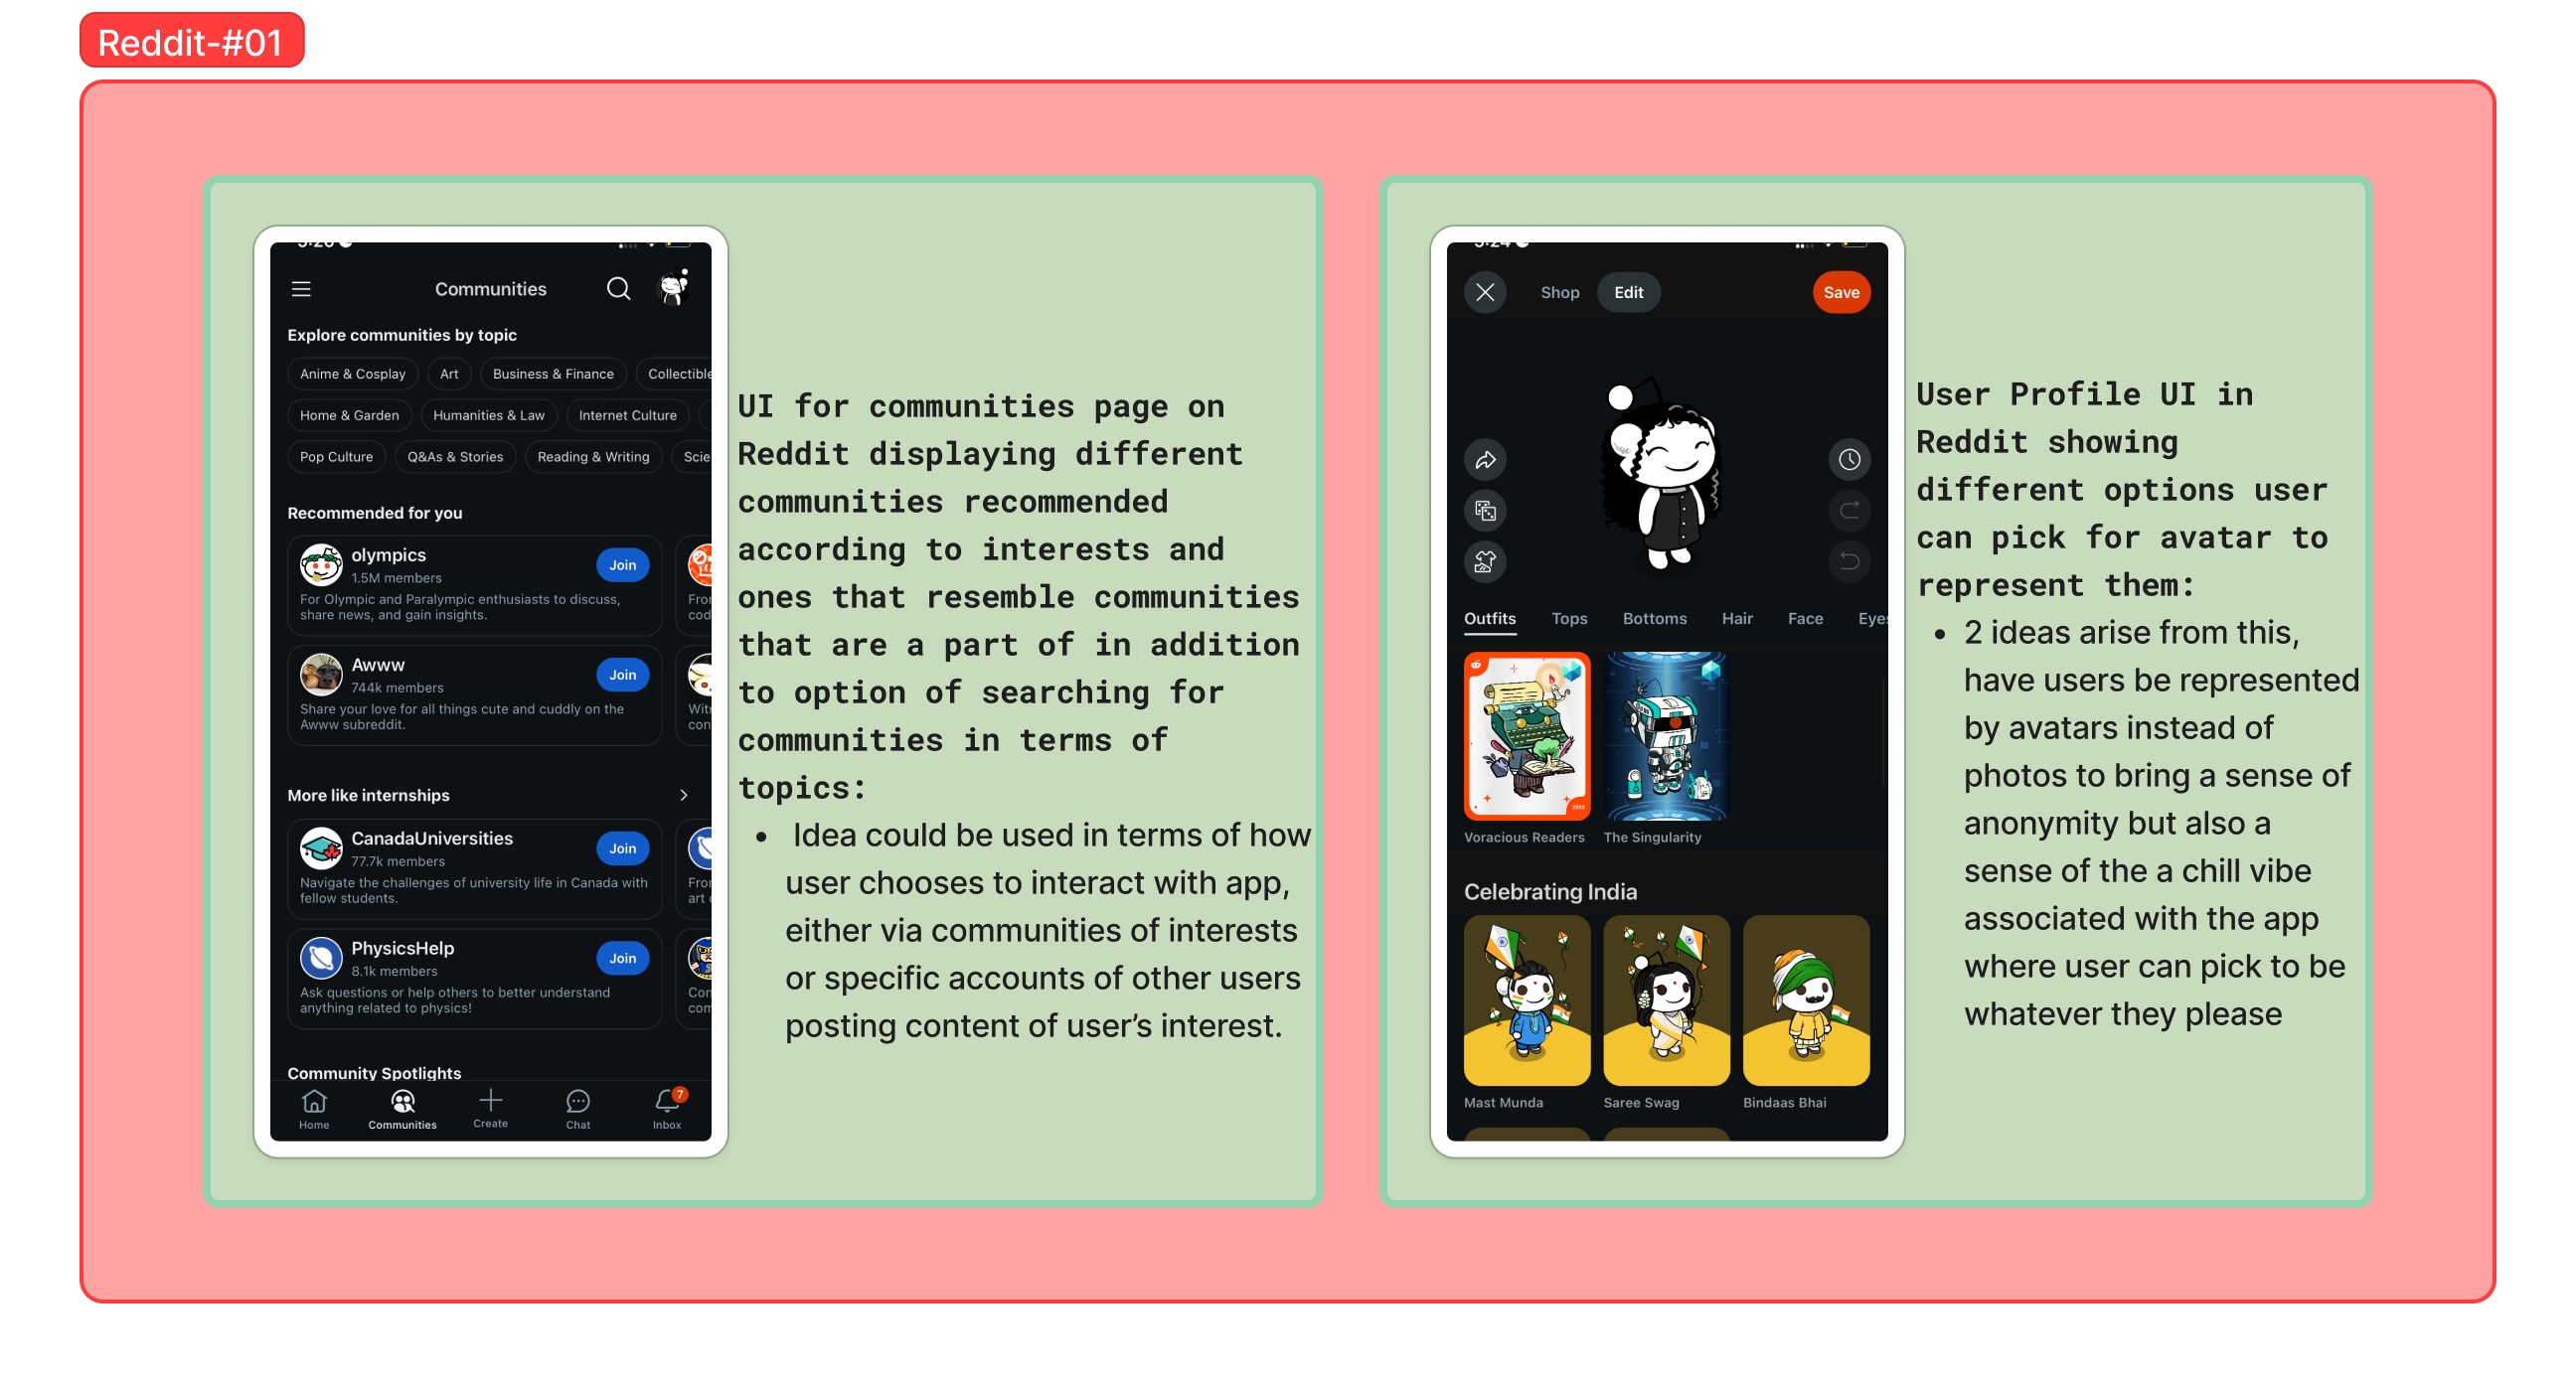 Reddit-#01
Communities
Explore communities by topic
Anime & Cosplay
Art
Business & Finance
Home & Garden
Humanities & Law
Internet Culture
Pop Culture
Q&As & Stories
Reading & Writing
Recommended for you
olympics
1.5M members
Join
For Olympic and Paralympic enthusiasts to discuss,
share news, and gain insights.
Awww
744k members
Join
Share your love for all things cute and cuddly on the
Awww subreddit.
More like internships
CanadaUniversities
77.7k members
Join
Navigate the challenges of university life in Canada with
fellow students.
PhysicsHelp
8.1k members
Join
Ask questions or help others to better understand
anything related to physics!
Community Spotlights
Home
Communities
Create
Chat
7
Inbox
UI for communities page on
Reddit displaying different
communities recommended
according to interests and
ones that resemble communities
that are a part of in addition
to option of searching for
communities in terms of
topics:
• Idea could be used in terms of how
user chooses to interact with app,
either via communities of interests
or specific accounts of other users
posting content of user’s interest.
Shop
Edit
Save
Outfits
Tops
Bottoms
Hair
Face
Eyes
Voracious Readers
The Singularity
Celebrating India
Mast Munda
Saree Swag
Bindaas Bhai
User Profile UI in
Reddit showing
different options user
can pick for avatar to
represent them:
• 2 ideas arise from this,
have users be represented
by avatars instead of
photos to bring a sense of
anonymity but also a
sense of the a chill vibe
associated with the app
where user can pick to be
whatever they please